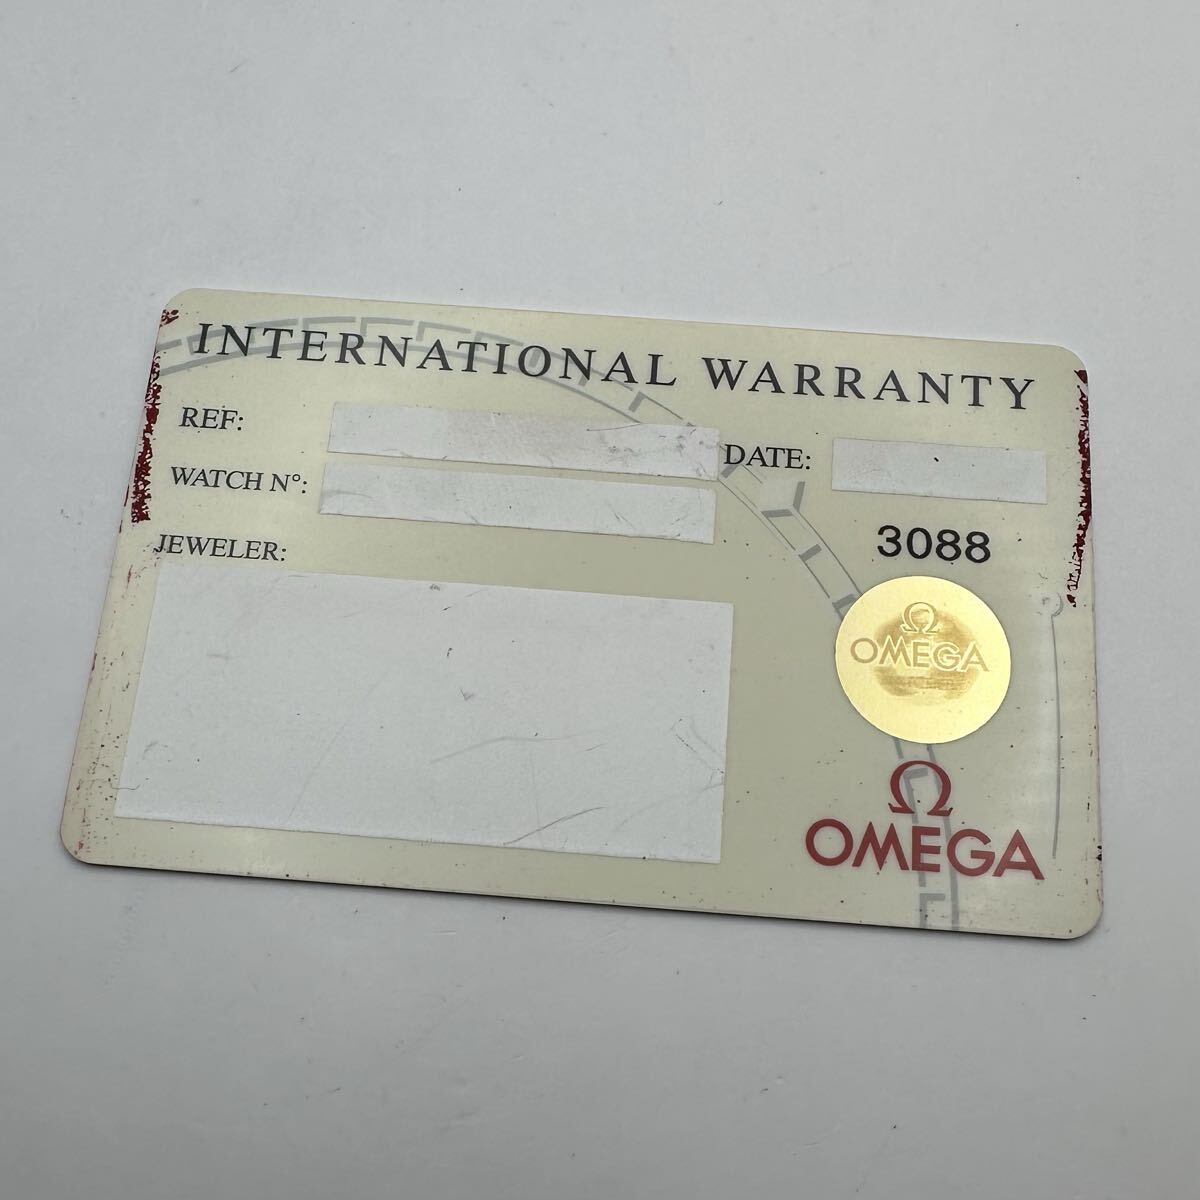 INTERNATIONAL WARRANTY
REF:
DATE:
WATCH N°:
JEWELER:
3088
Ω
OMEGA
Ω
OMEGA